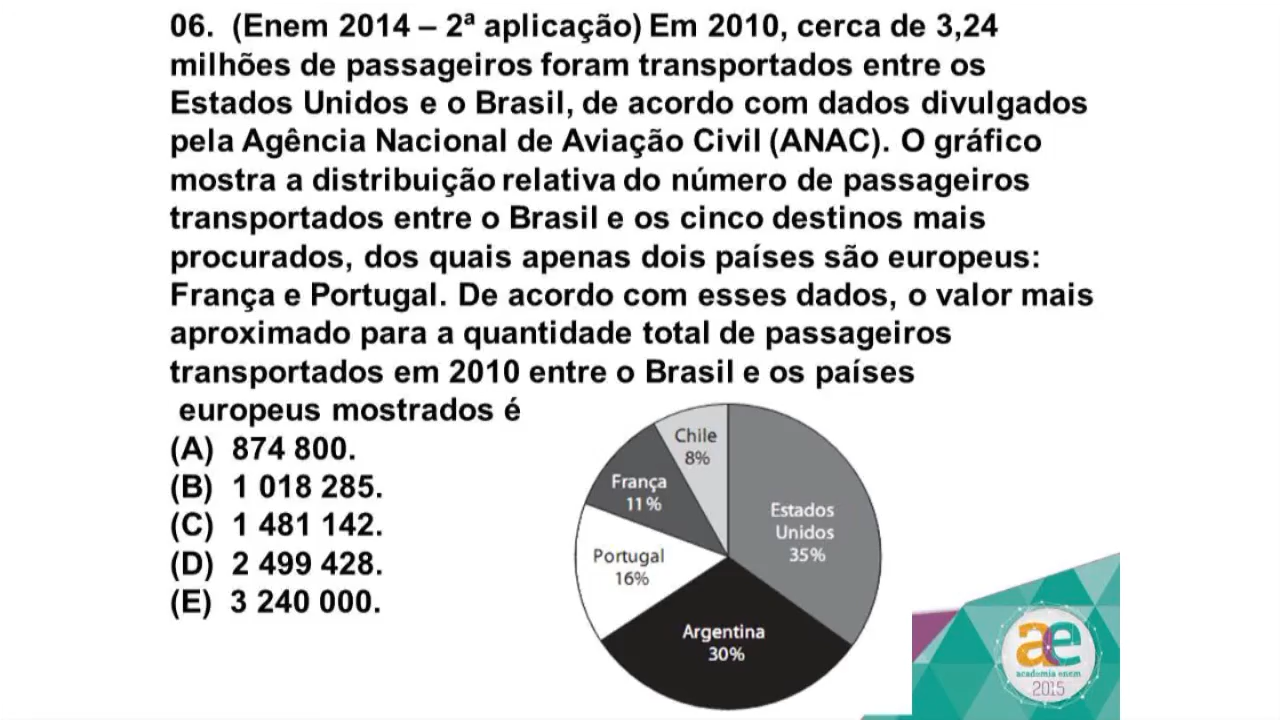 06. (Enem 2014 – 2ª aplicação) Em 2010, cerca de 3,24
milhões de passageiros foram transportados entre os
Estados Unidos e o Brasil, de acordo com dados divulgados
pela Agência Nacional de Aviação Civil (ANAC). O gráfico
mostra a distribuição relativa do número de passageiros
transportados entre o Brasil e os cinco destinos mais
procurados, dos quais apenas dois países são europeus:
França e Portugal. De acordo com esses dados, o valor mais
aproximado para a quantidade total de passageiros
transportados em 2010 entre o Brasil e os países
europeus mostrados é
(A) 874 800.
(B) 1 018 285.
(C) 1 481 142.
(D) 2 499 428.
(E) 3 240 000.
Chile
8%
França
11%
Estados
Unidos
35%
Portugal
16%
Argentina
30%
ae
academia enem
2015